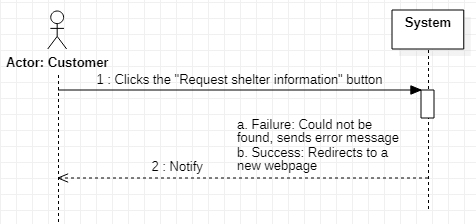 System
Actor: Customer
1 : Clicks the "Request shelter information" button
a. Failure: Could not be
found, sends error message
b. Success: Redirects to a
new webpage
2 : Notify